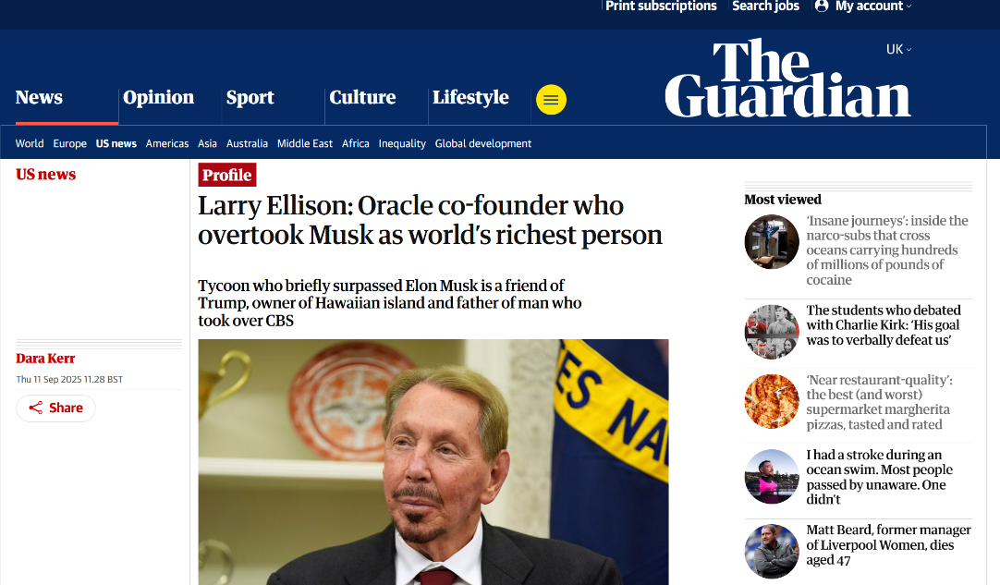 Print subscriptions
Search jobs
My account
UK
The
Guardian
News
Opinion
Sport
Culture
Lifestyle
World
Europe
US news
Americas
Asia
Australia
Middle East
Africa
Inequality
Global development
US news
Profile
Larry Ellison: Oracle co-founder who
overtook Musk as world’s richest person
Tycoon who briefly surpassed Elon Musk is a friend of
Trump, owner of Hawaiian island and father of man who
took over CBS
Dara Kerr
Thu 11 Sep 2025 11.28 BST
Share
ES NA
Most viewed
‘Insane journeys’: inside the
narco-subs that cross
oceans carrying hundreds
of millions of pounds of
cocaine
The students who debated
with Charlie Kirk: ‘His goal
was to verbally defeat us’
‘Near restaurant-quality’:
the best (and worst)
supermarket margherita
pizzas, tasted and rated
I had a stroke during an
ocean swim. Most people
passed by unaware. One
didn’t
Matt Beard, former manager
of Liverpool Women, dies
aged 47